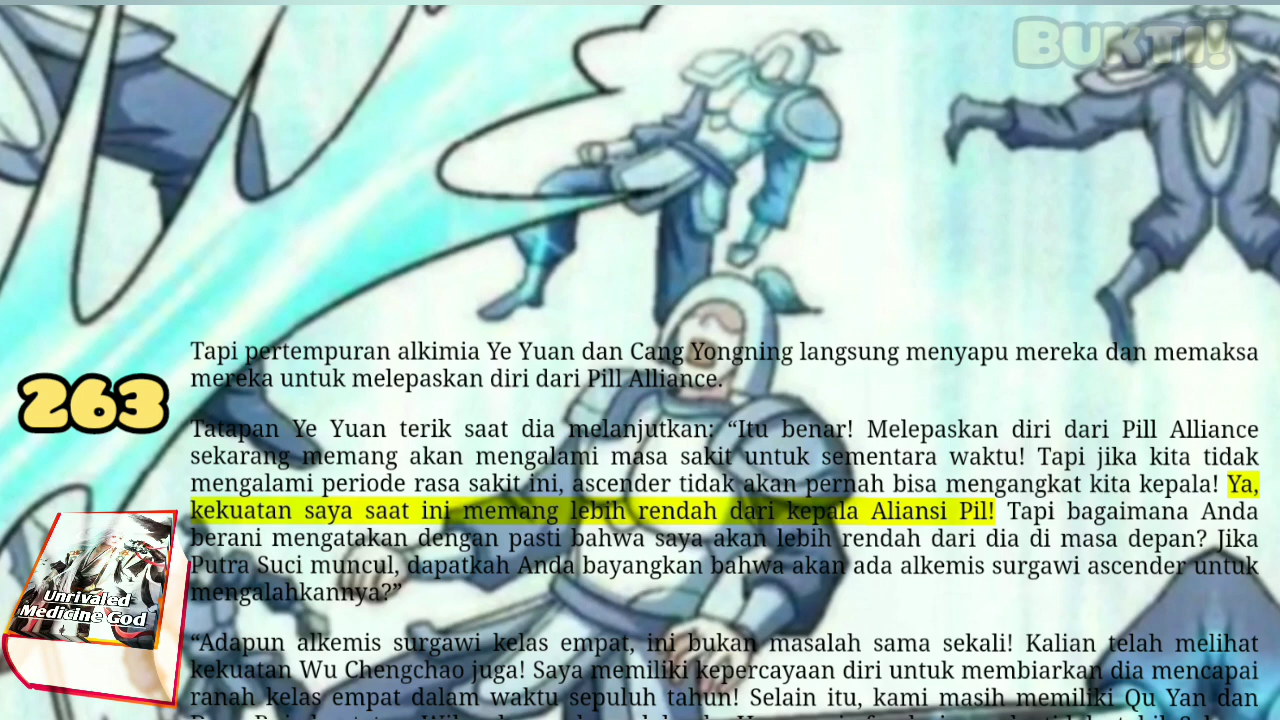 BUKTI!
Tapi pertempuran alkimia Ye Yuan dan Cang Yongning langsung menyapu mereka dan memaksa
mereka untuk melepaskan diri dari Pill Alliance.
263
Tatapan Ye Yuan terik saat dia melanjutkan: “Itu benar! Melepaskan diri dari Pill Alliance
sekarang memang akan mengalami masa sakit untuk sementara waktu! Tapi jika kita tidak
mengalami periode rasa sakit ini, ascender tidak akan pernah bisa mengangkat kita kepala! Ya,
kekuatan saya saat ini memang lebih rendah dari kepala Aliansi Pil! Tapi bagaimana Anda
berani mengatakan dengan pasti bahwa saya akan lebih rendah dari dia di masa depan? Jika
Putra Suci muncul, dapatkah Anda bayangkan bahwa akan ada alkemis surgawi ascender untuk
mengalahkannya?”
Unrivaled
Medicine God
“Adapun alkemis surgawi kelas empat, ini bukan masalah sama sekali! Kalian telah melihat
kekuatan Wu Chengchao juga! Saya memiliki kepercayaan diri untuk membiarkan dia mencapai
ranah kelas empat dalam waktu sepuluh tahun! Selain itu, kami masih memiliki Qu Yan dan